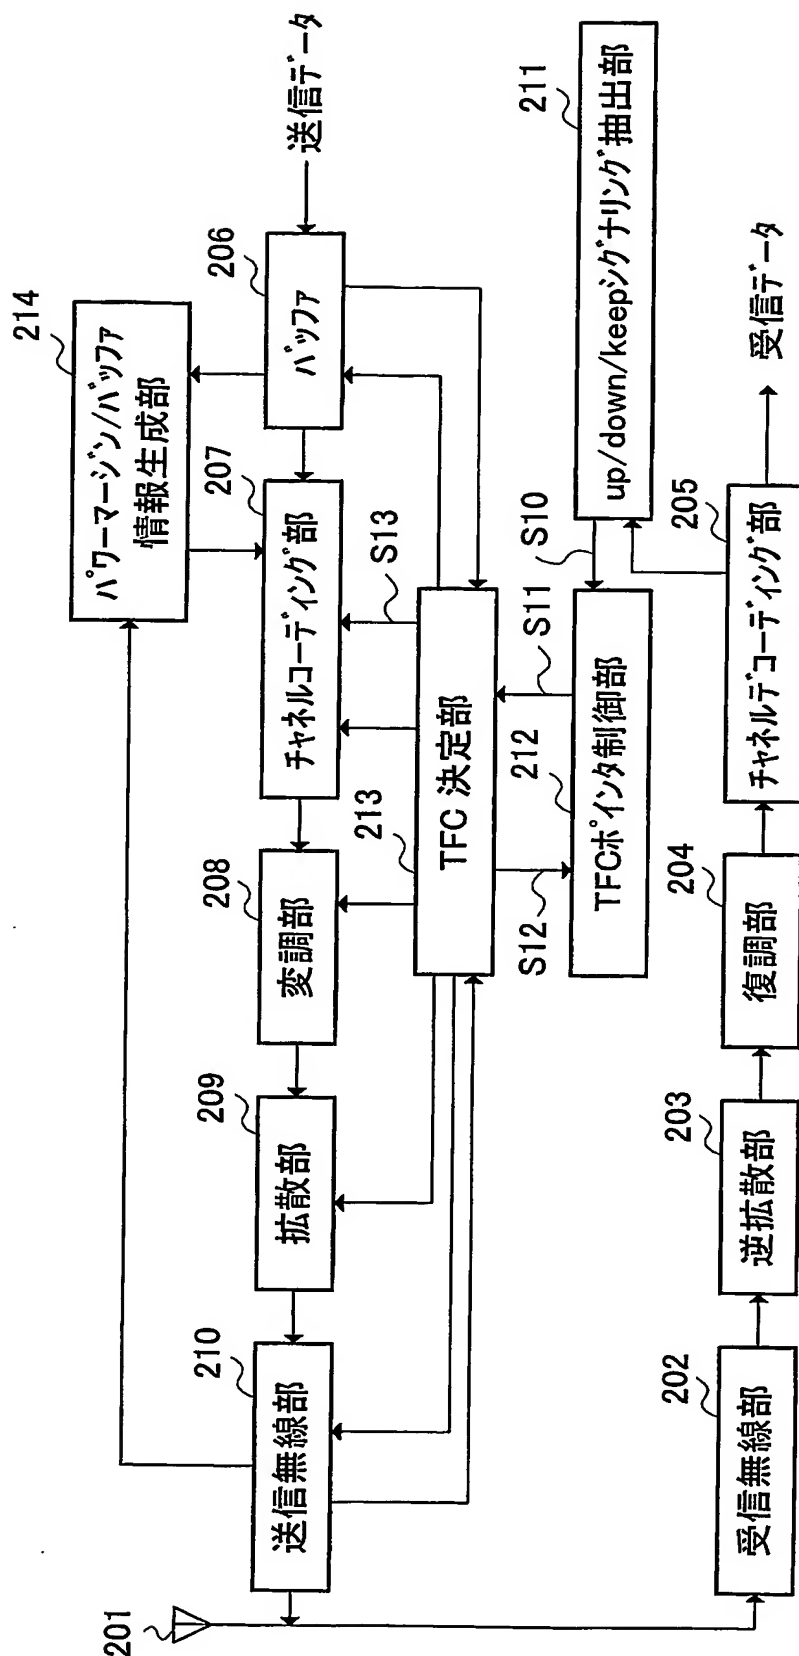 201
210
送信無線部
209
拡散部
208
変調部
207
チャネルコーディング部
206
バッファ
送信データ
214
パワーマージン/バッファ
情報生成部
213
TFC 決定部
S13
S12
S11
212
TFCポインタ制御部
S10
211
up/down/keepシグナリング抽出部
202
受信無線部
203
逆拡散部
204
復調部
205
チャネルデコーディング部
受信データ